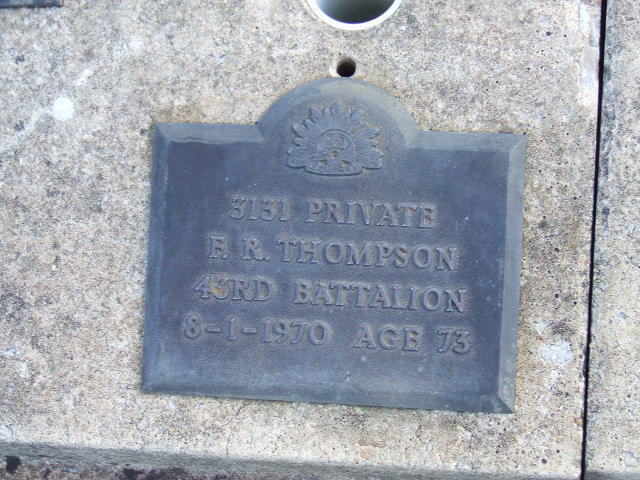 3131 PRIVATE
F. R. THOMPSON
43RD BATTALION
8-1-1970 AGE 73